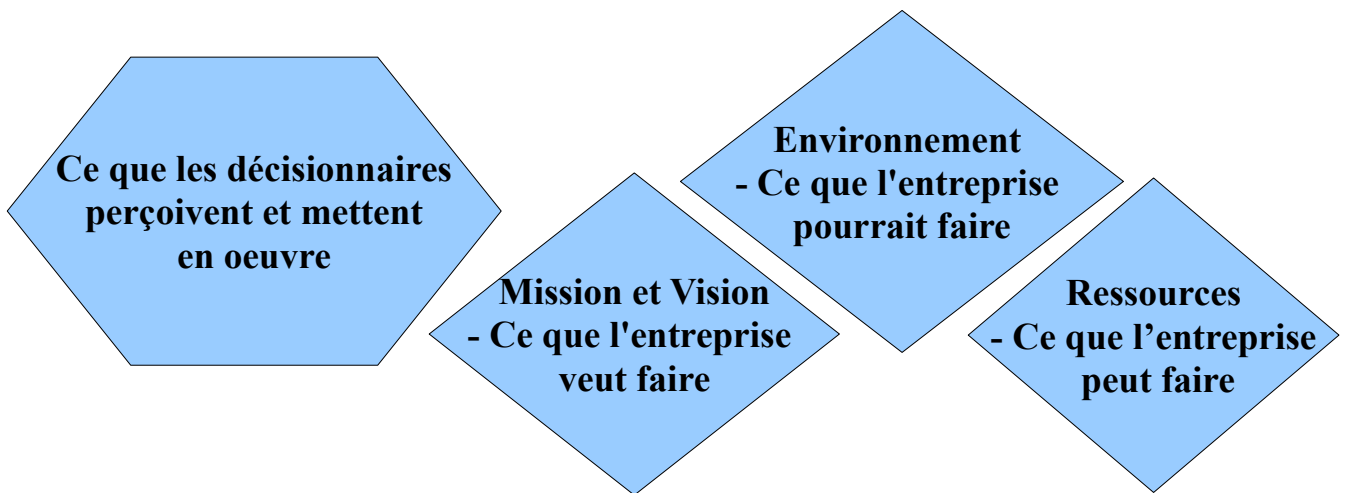 Ce que les décisionnaires
perçoivent et mettent
en oeuvre
Mission et Vision
- Ce que l'entreprise
veut faire
Environnement
- Ce que l'entreprise
pourrait faire
Ressources
- Ce que l’entreprise
peut faire